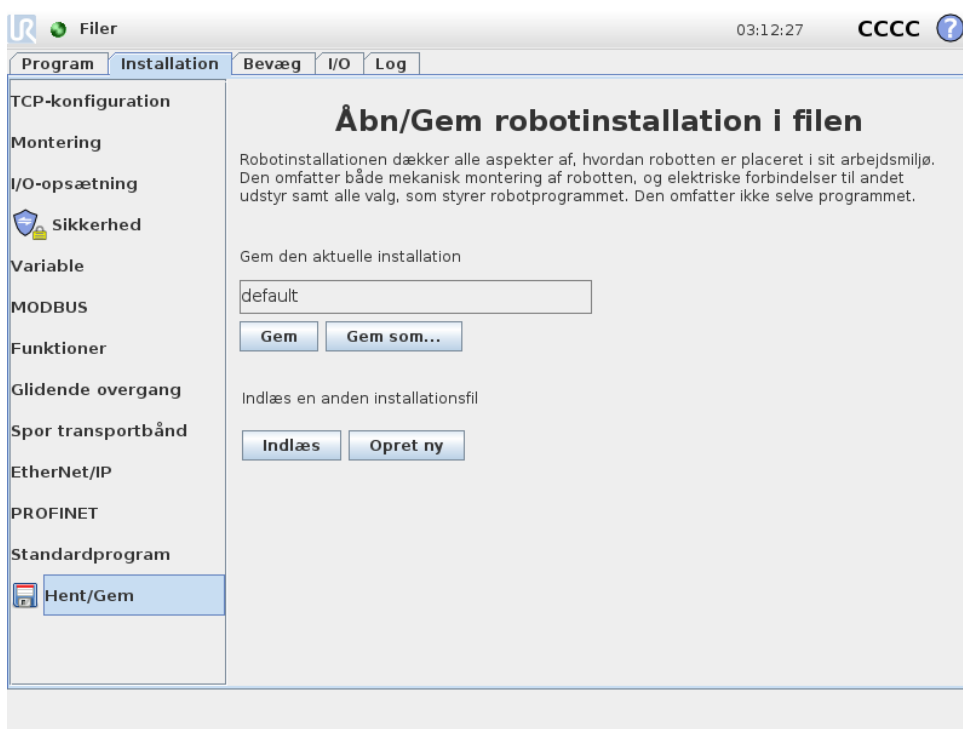 UR Filer 03:12:27 CCCC ?
Program Installation Bevæg I/O Log
TCP-konfiguration
Montering
I/O-opsætning
Sikkerhed
Variable
MODBUS
Funktioner
Glidende overgang
Spor transportbånd
EtherNet/IP
PROFINET
Standardprogram
Hent/Gem
Åbn/Gem robotinstallation i filen
Robotinstallationen dækker alle aspekter af, hvordan robotten er placeret i sit arbejdsmiljø.
Den omfatter både mekanisk montering af robotten, og elektriske forbindelser til andet
udstyr samt alle valg, som styrer robotprogrammet. Den omfatter ikke selve programmet.
Gem den aktuelle installation
default
Gem Gem som...
Indlæs en anden installationsfil
Indlæs Opret ny